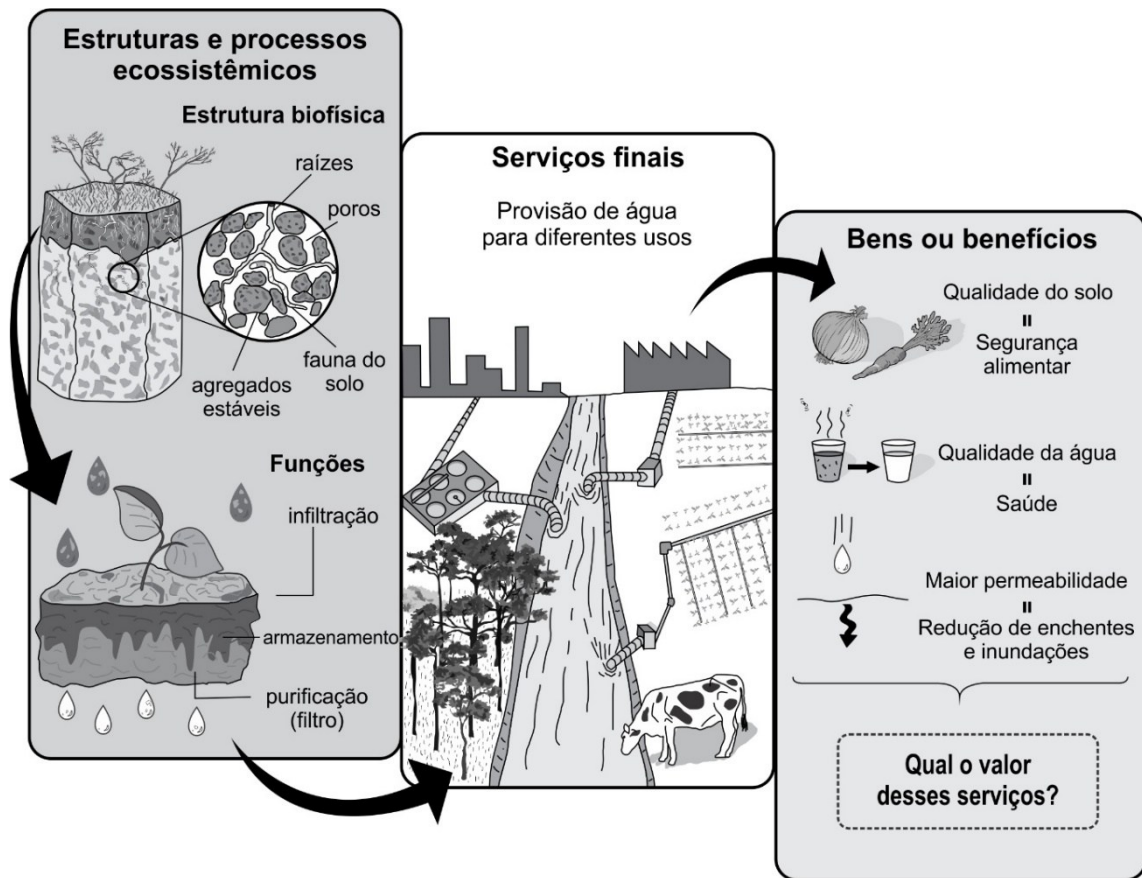 Estruturas e processos
ecossistêmicos
Estrutura biofísica
raízes
poros
fauna do
solo
agregados
estáveis
Funções
infiltração
armazenamento
purificação
(filtro)
Serviços finais
Provisão de água
para diferentes usos
Bens ou benefícios
Qualidade do solo
=
Segurança
alimentar
Qualidade da água
=
Saúde
Maior permeabilidade
=
Redução de enchentes
e inundações
Qual o valor
desses serviços?